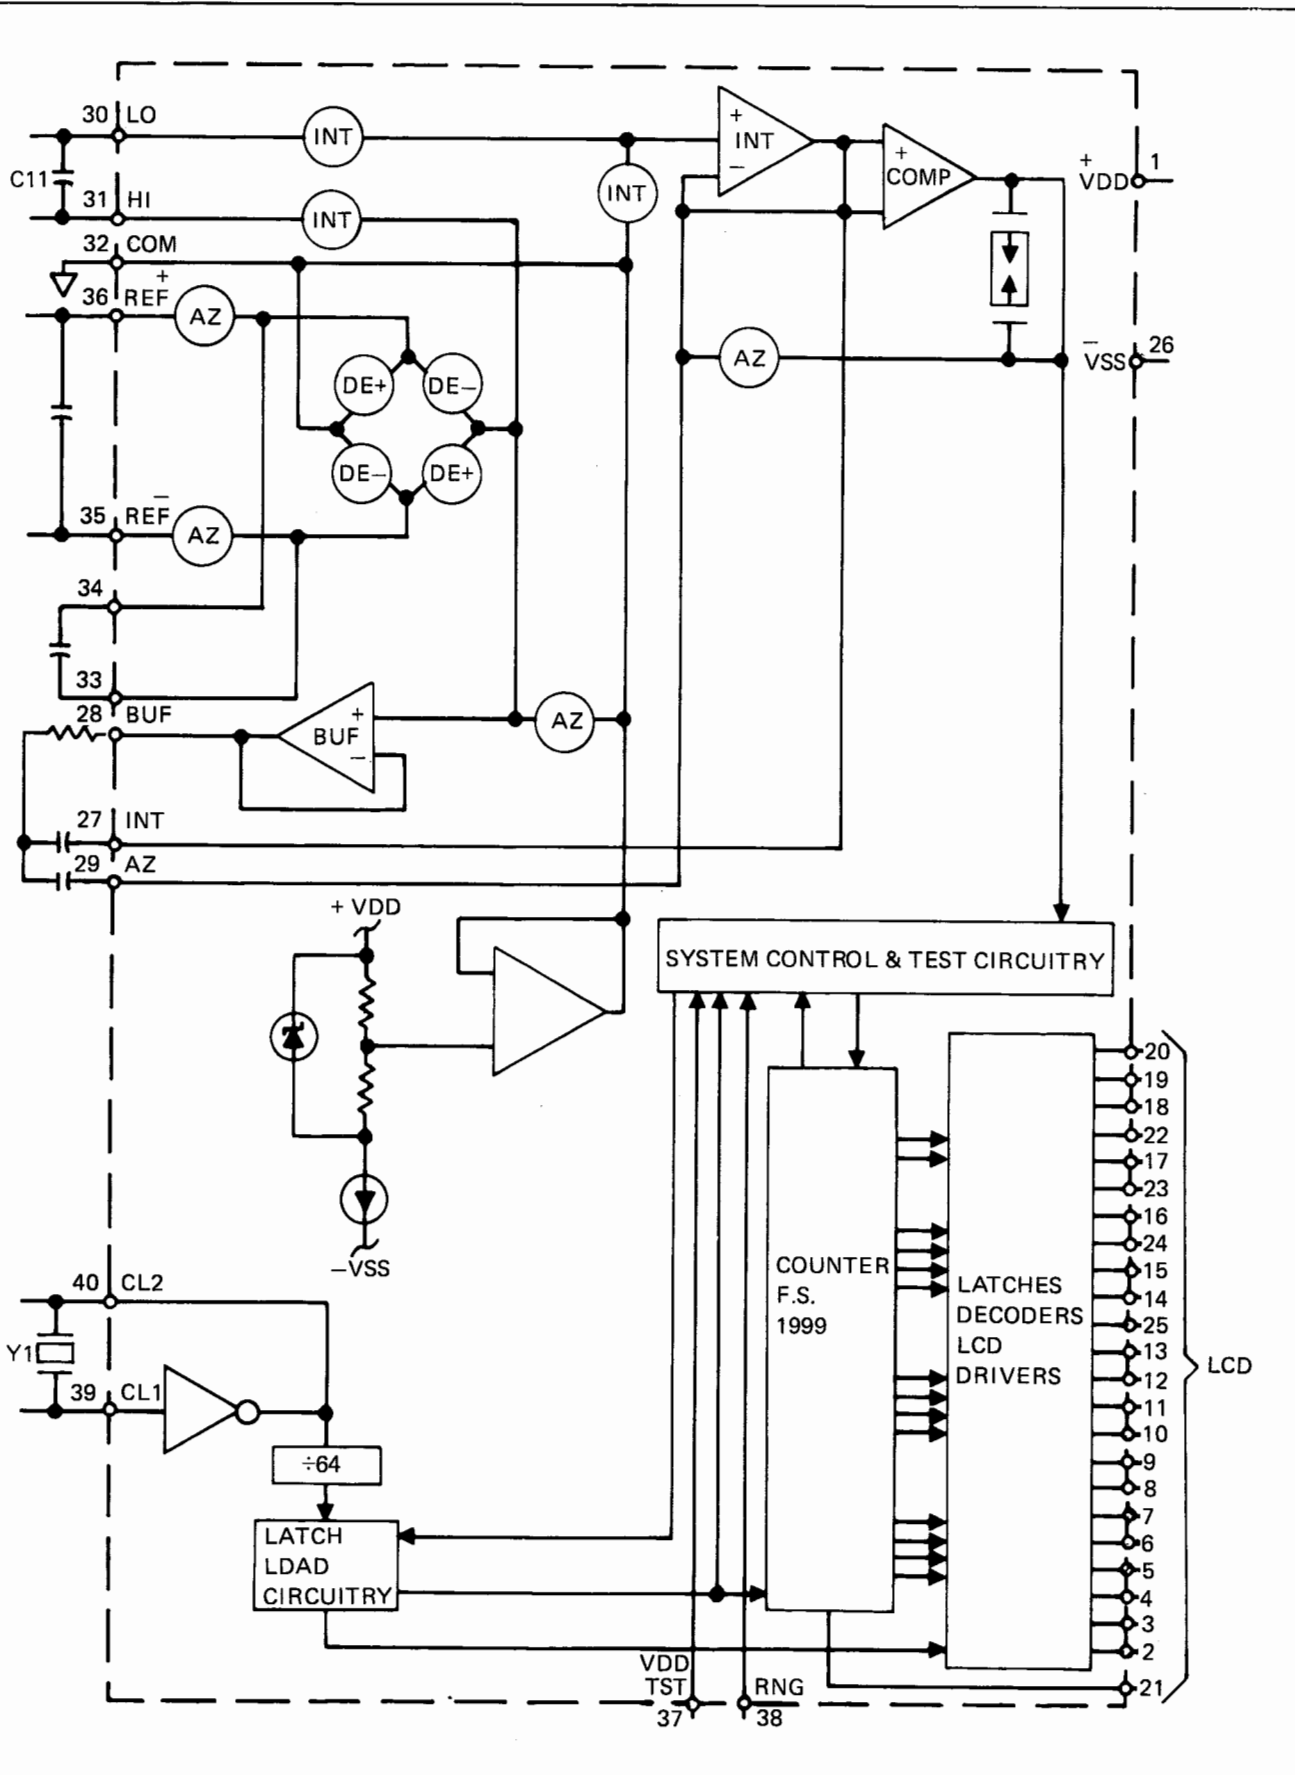 30 LO
INT
+
INT
−
+
COMP
+
VDD 1
C11
INT
31 HI
INT
32 COM
+
36 REF
AZ
DE+ DE−
DE− DE+
AZ
−
VSS 26
−
35 REF
AZ
34
33
28 BUF
+
BUF
−
AZ
27 INT
29 AZ
+ VDD
SYSTEM CONTROL & TEST CIRCUITRY
−VSS
40 CL2
Y1
39 CL1
÷64
LATCH
LDAD
CIRCUITRY
COUNTER
F.S.
1999
LATCHES
DECODERS
LCD
DRIVERS
20
19
18
22
17
23
16
24
15
14
25
13
12
11
10
9
8
7
6
5
4
3
2
21
LCD
VDD
TST
37
RNG
38